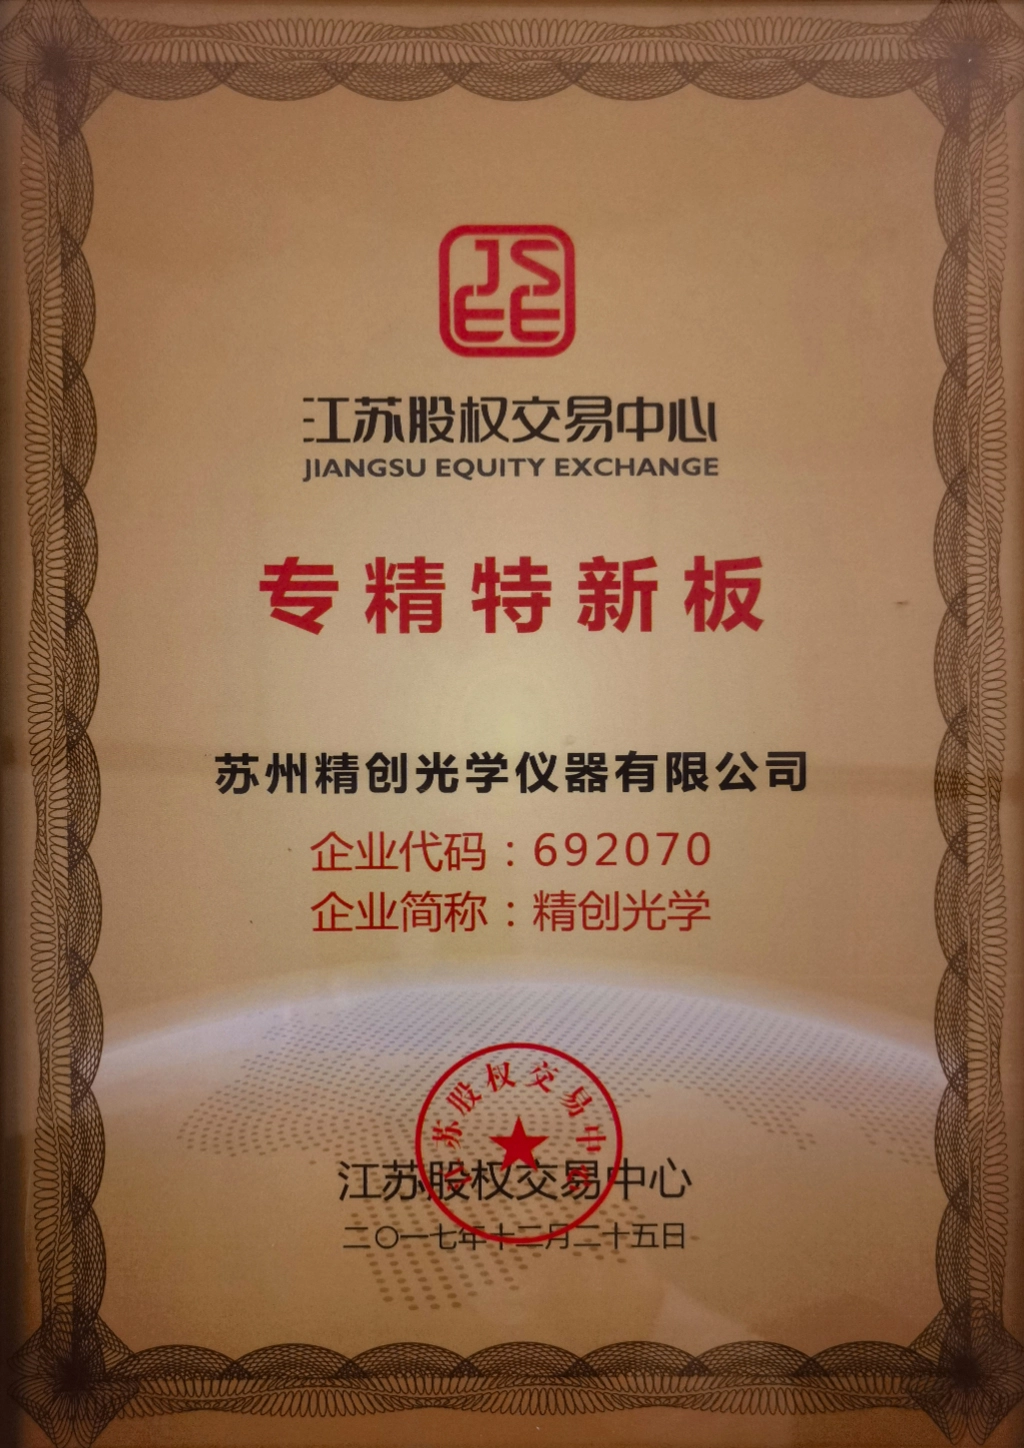 JS
EE
江苏股权交易中心
JIANGSU EQUITY EXCHANGE
专精特新板
苏州精创光学仪器有限公司
企业代码：692070
企业简称：精创光学
江苏股权交易中心
江苏股权交易中心
二〇一七年十二月二十五日